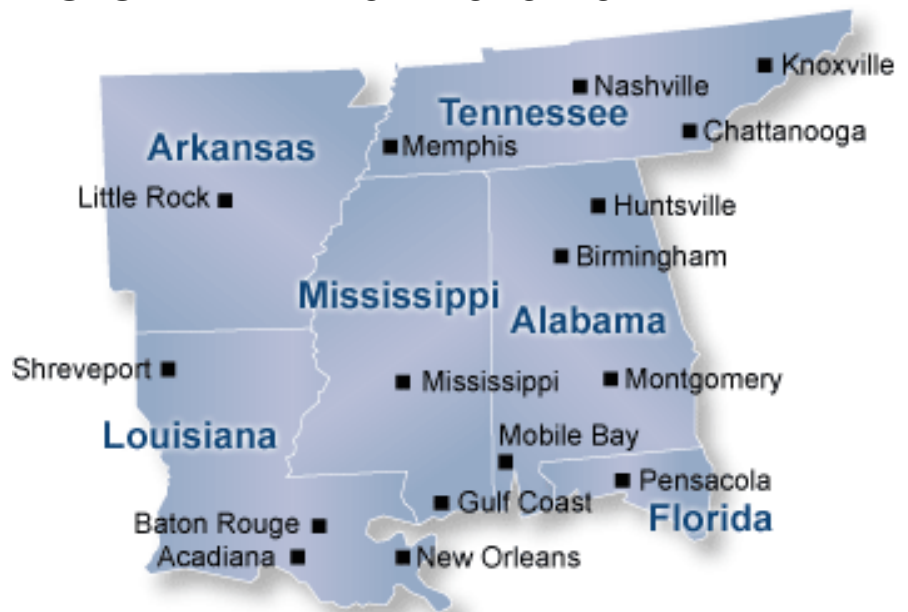 Knoxville
Nashville
Tennessee
Chattanooga
Memphis
Arkansas
Little Rock
Huntsville
Birmingham
Mississippi
Alabama
Shreveport
Mississippi
Montgomery
Louisiana
Mobile Bay
Pensacola
Gulf Coast
Florida
Baton Rouge
Acadiana
New Orleans